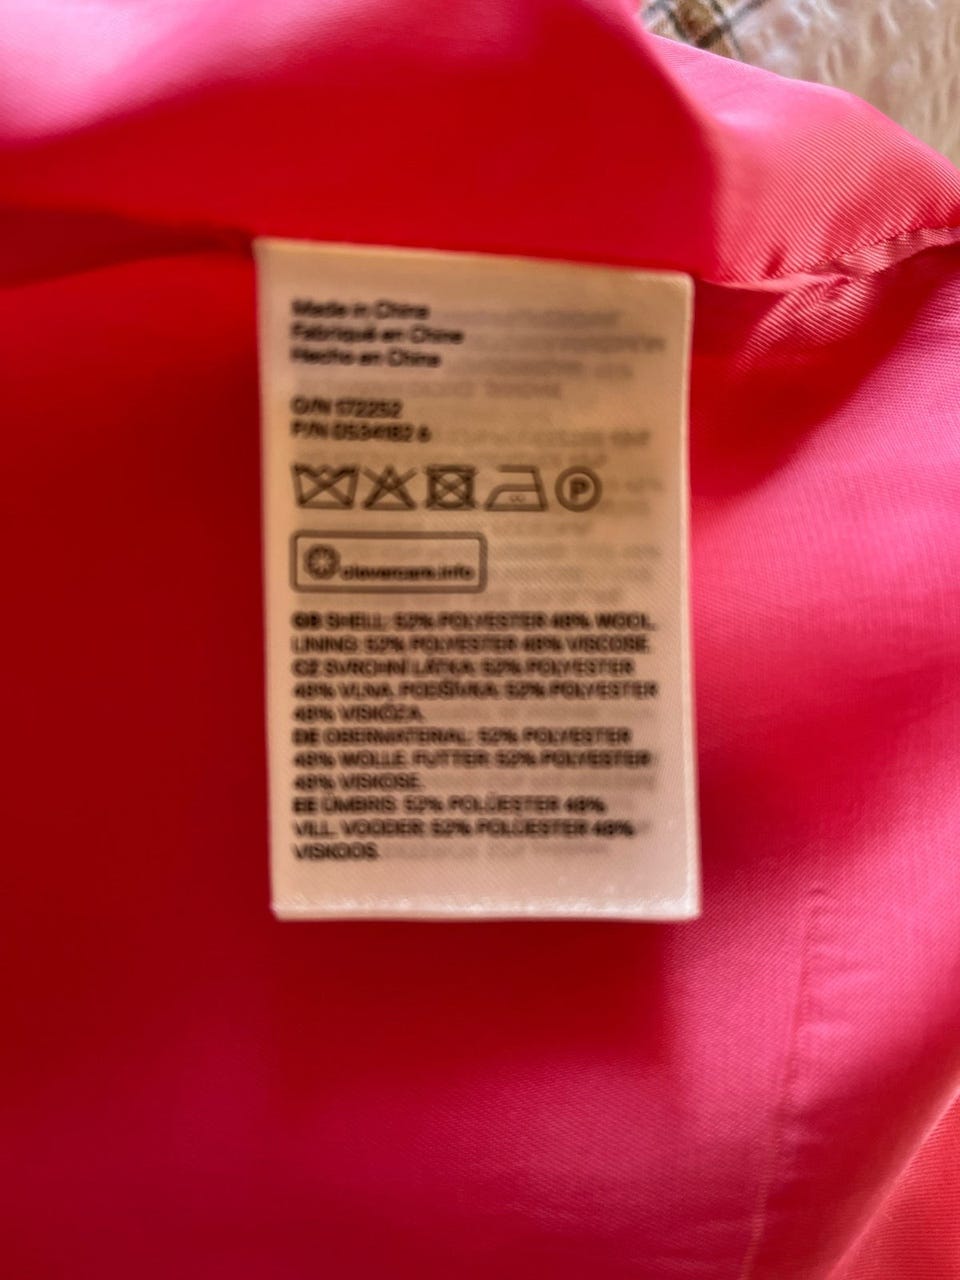 Made in China
Fabriqué en Chine
Hecho en China
O/N 172252
P/N 0534182 6
P
clevercare.info
GB SHELL: 52% POLYESTER 48% WOOL.
LINING: 52% POLYESTER 48% VISCOSE.
CZ SVRCHNÍ LÁTKA: 52% POLYESTER
48% VLNA. PODŠÍVKA: 52% POLYESTER
48% VISKÓZA.
DE OBERMATERIAL: 52% POLYESTER
48% WOLLE. FUTTER: 52% POLYESTER
48% VISKOSE.
EE ÜMBRIS: 52% POLÜESTER 48%
VILL. VOODER: 52% POLÜESTER 48%
VISKOOS.